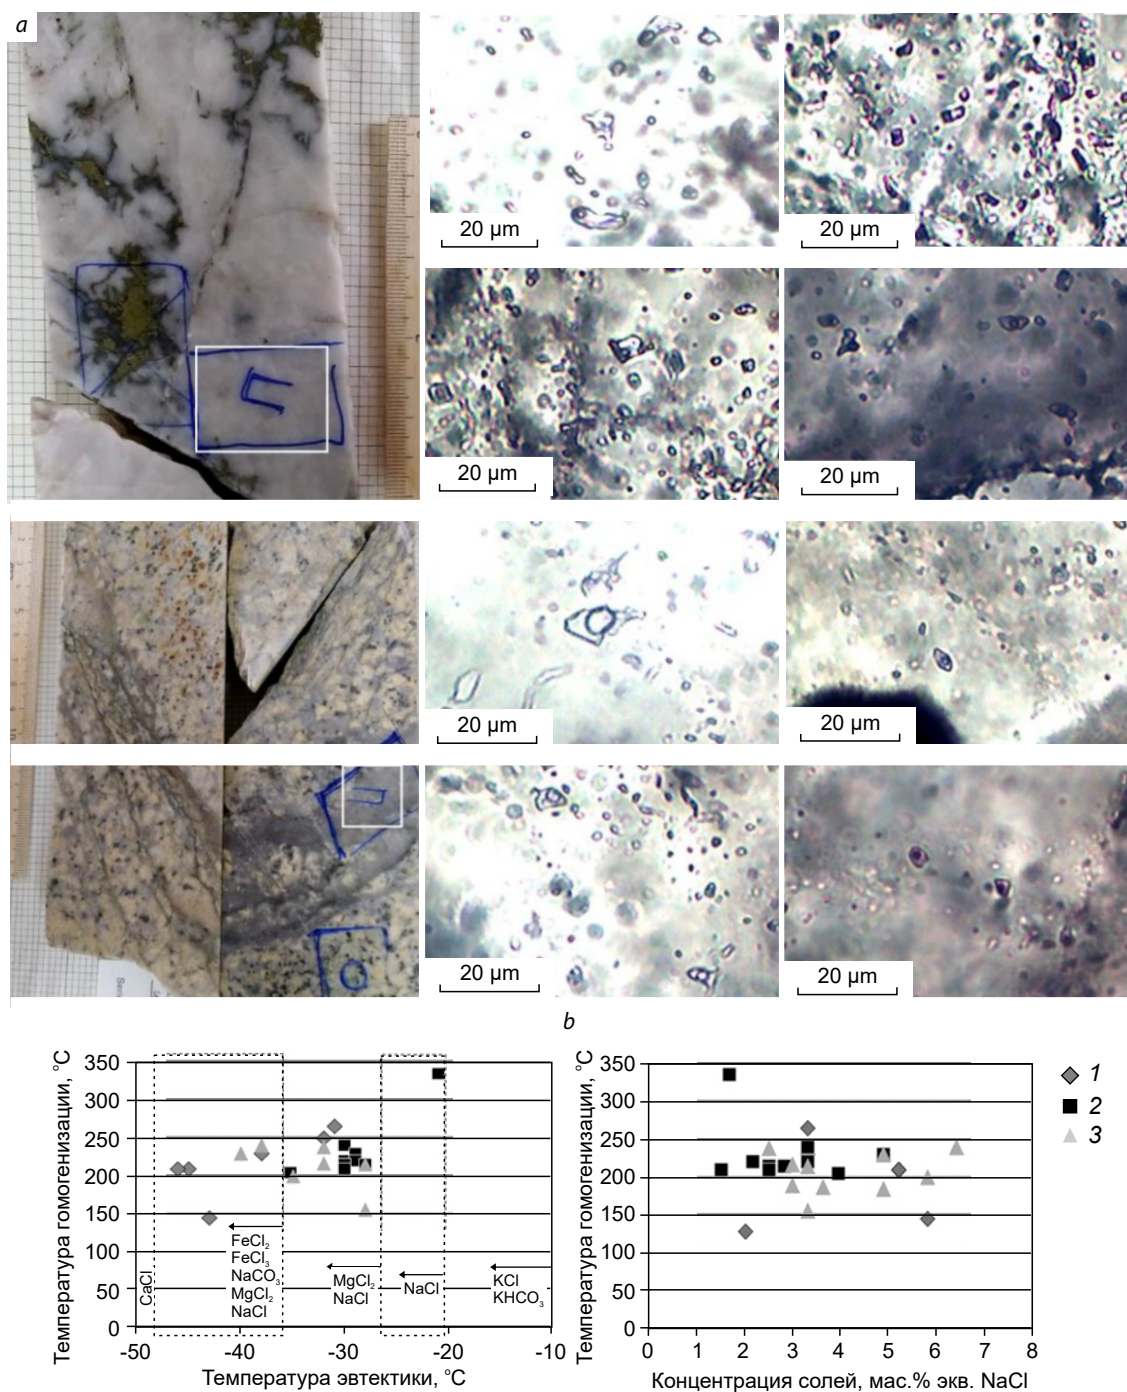 a
20 µm
20 µm
20 µm
20 µm
П
20 µm
20 µm
П
О
20 µm
20 µm
b
Температура гомогенизации, °C
350
300
250
200
150
100
50
0
-50
-40
-30
-20
-10
Температура эвтектики, °C
CaCl
FeCl₂
FeCl₃
NaCO₃
MgCl₂
NaCl
MgCl₂
NaCl
NaCl
KCl
KHCO₃
Температура гомогенизации, °C
350
300
250
200
150
100
50
0
0
1
2
3
4
5
6
7
8
Концентрация солей, мас.% экв. NaCl
1
2
3